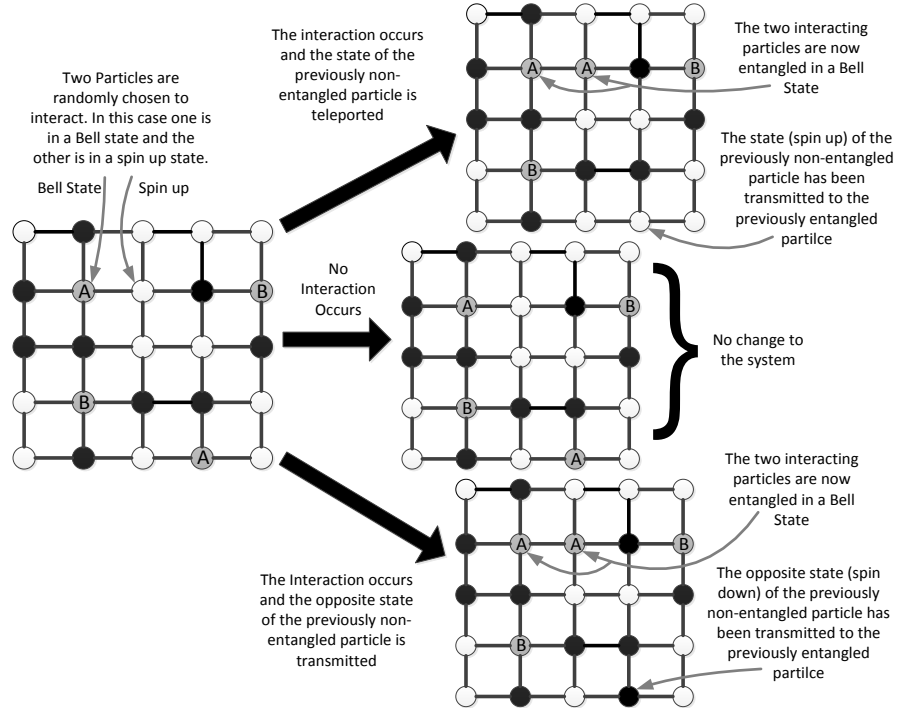 Two Particles are
randomly chosen to
interact. In this case one is
in a Bell state and the
other is in a spin up state.
Bell State
Spin up
A
B
B
A
The interaction occurs
and the state of the
previously non-
entangled particle is
teleported
A
A
B
B
The two interacting
particles are now
entangled in a Bell
State
The state (spin up) of the
previously non-entangled
particle has been
transmitted to the
previously entangled
partilce
No
Interaction
Occurs
A
B
B
A
No change to
the system
The Interaction occurs
and the opposite state
of the previously non-
entangled particle is
transmitted
A
A
B
B
The two interacting
particles are now
entangled in a Bell
State
The opposite state (spin
down) of the previously
non-entangled particle has
been transmitted to the
previously entangled
partilce